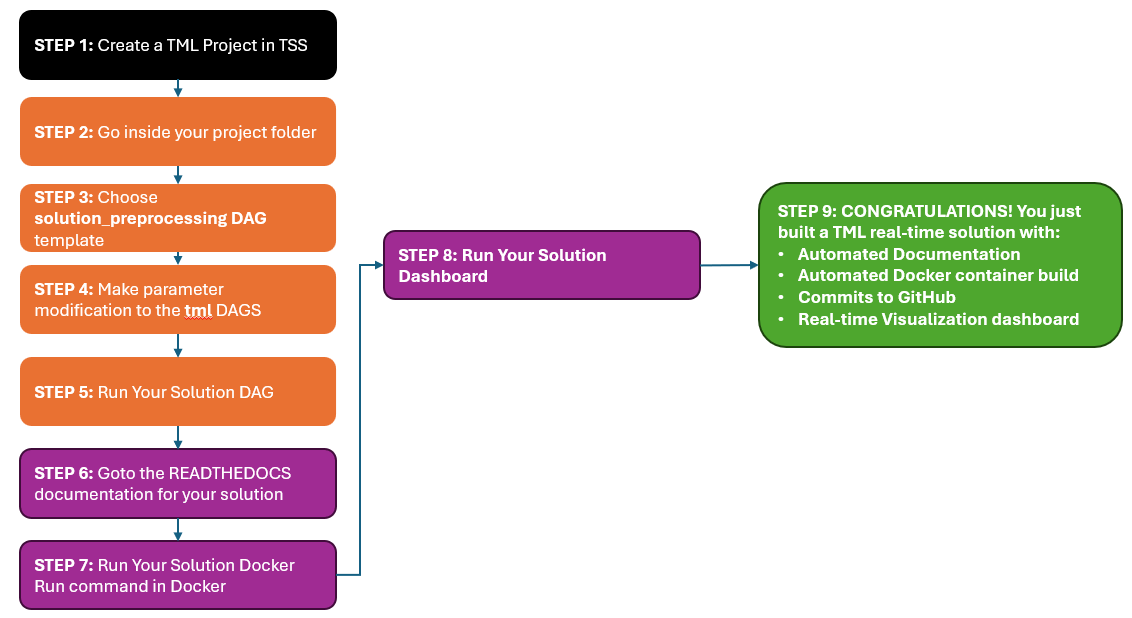 STEP 1: Create a TML Project in TSS
STEP 2: Go inside your project folder
STEP 3: Choose
solution_preprocessing DAG
template
STEP 4: Make parameter
modification to the tml DAGS
STEP 5: Run Your Solution DAG
STEP 6: Goto the READTHEDOCS
documentation for your solution
STEP 7: Run Your Solution Docker
Run command in Docker
STEP 8: Run Your Solution
Dashboard
STEP 9: CONGRATULATIONS! You just
built a TML real-time solution with:
• Automated Documentation
• Automated Docker container build
• Commits to GitHub
• Real-time Visualization dashboard